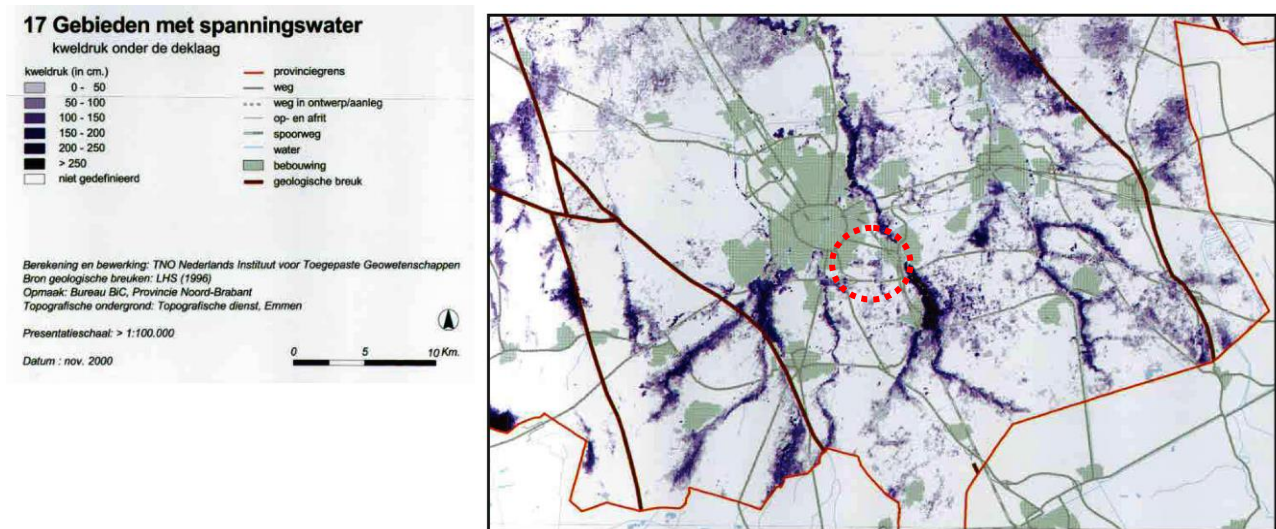 17 Gebieden met spanningswater
kweldruk onder de deklaag
kweldruk (in cm.)
0 - 50
50 - 100
100 - 150
150 - 200
200 - 250
> 250
niet gedefinieerd
provinciegrens
weg
weg in ontwerp/aanleg
op- en afrit
spoorweg
water
bebouwing
geologische breuk
Berekening en bewerking: TNO Nederlands Instituut voor Toegepaste Geowetenschappen
Bron geologische breuken: LHS (1996)
Opmaak: Bureau BiC, Provincie Noord-Brabant
Topografische ondergrond: Topografische dienst, Emmen
Presentatieschaal: > 1:100.000
Datum : nov. 2000
0 5 10 Km.